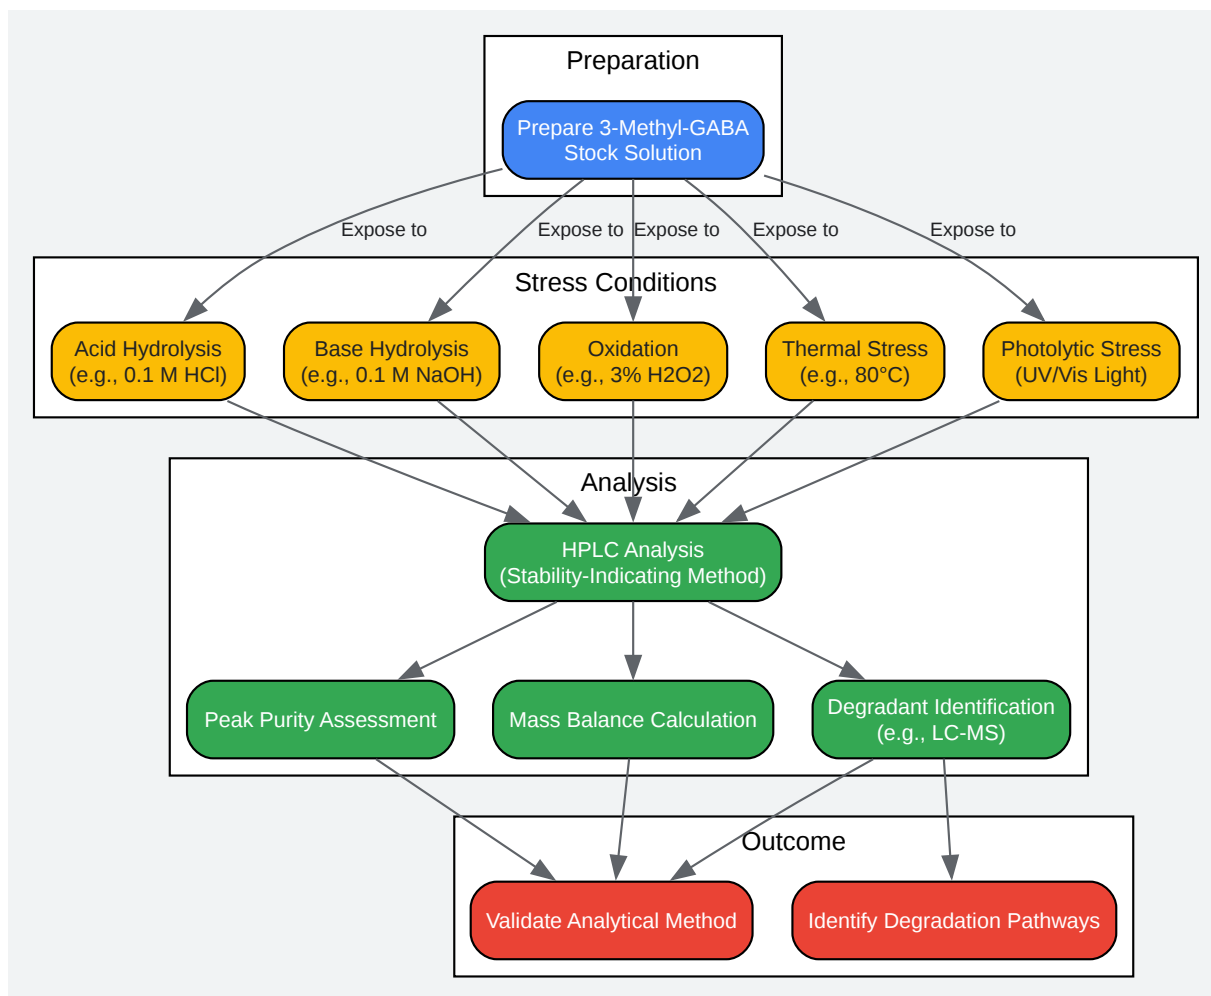 Preparation
Prepare 3-Methyl-GABA
Stock Solution
Expose to
Expose to
Expose to
Expose to
Expose to
Stress Conditions
Acid Hydrolysis
(e.g., 0.1 M HCl)
Base Hydrolysis
(e.g., 0.1 M NaOH)
Oxidation
(e.g., 3% H2O2)
Thermal Stress
(e.g., 80°C)
Photolytic Stress
(UV/Vis Light)
Analysis
HPLC Analysis
(Stability-Indicating Method)
Peak Purity Assessment
Mass Balance Calculation
Degradant Identification
(e.g., LC-MS)
Outcome
Validate Analytical Method
Identify Degradation Pathways